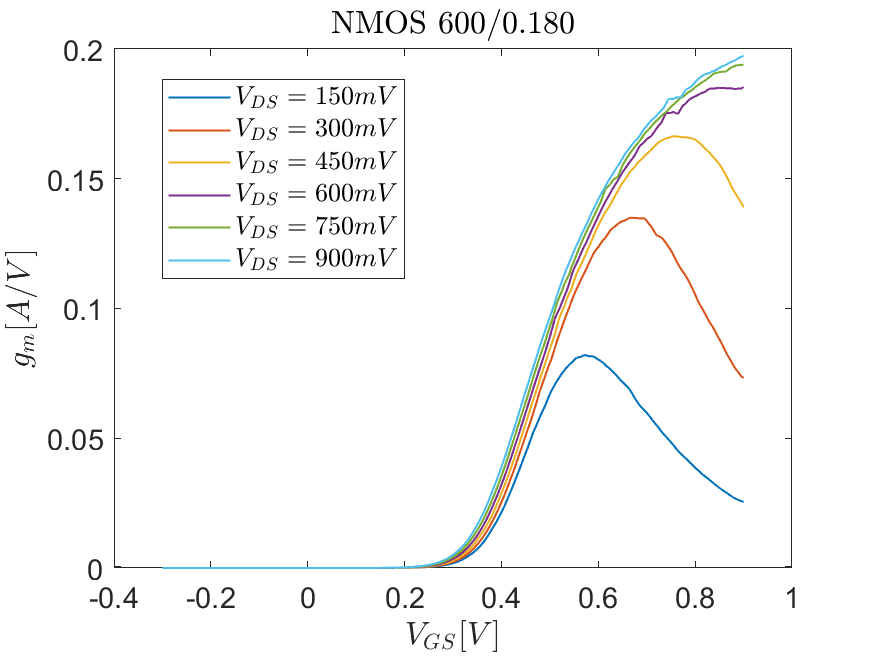 NMOS 600/0.180
0.2
0.15
0.1
0.05
0
g_m[A/V]
V_DS = 150mV
V_DS = 300mV
V_DS = 450mV
V_DS = 600mV
V_DS = 750mV
V_DS = 900mV
-0.4 -0.2 0 0.2 0.4 0.6 0.8 1
V_GS[V]